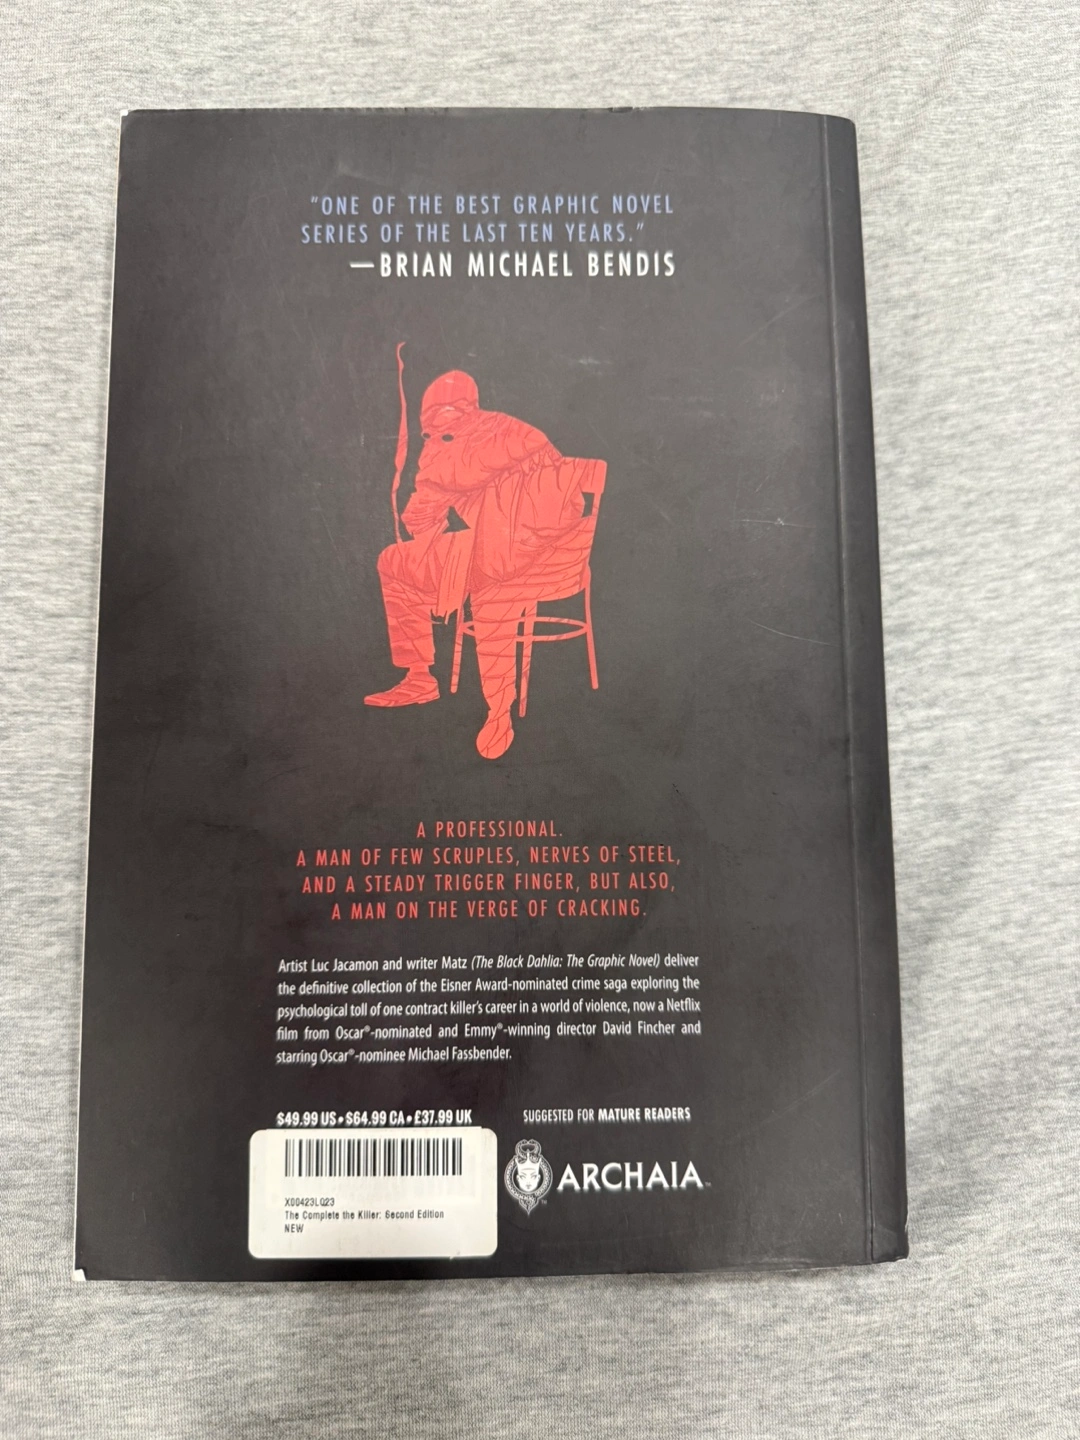 "ONE OF THE BEST GRAPHIC NOVEL
SERIES OF THE LAST TEN YEARS."
—BRIAN MICHAEL BENDIS
A PROFESSIONAL.
A MAN OF FEW SCRUPLES, NERVES OF STEEL,
AND A STEADY TRIGGER FINGER, BUT ALSO,
A MAN ON THE VERGE OF CRACKING.
Artist Luc Jacamon and writer Matz (The Black Dahlia: The Graphic Novel) deliver
the definitive collection of the Eisner Award-nominated crime saga exploring the
psychological toll of one contract killer's career in a world of violence, now a Netflix
film from Oscar®-nominated and Emmy®-winning director David Fincher and
starring Oscar®-nominee Michael Fassbender.
$49.99 US • $64.99 CA • £37.99 UK
SUGGESTED FOR MATURE READERS
ARCHAIA™
X00423LQ23
The Complete the Killer: Second Edition
NEW